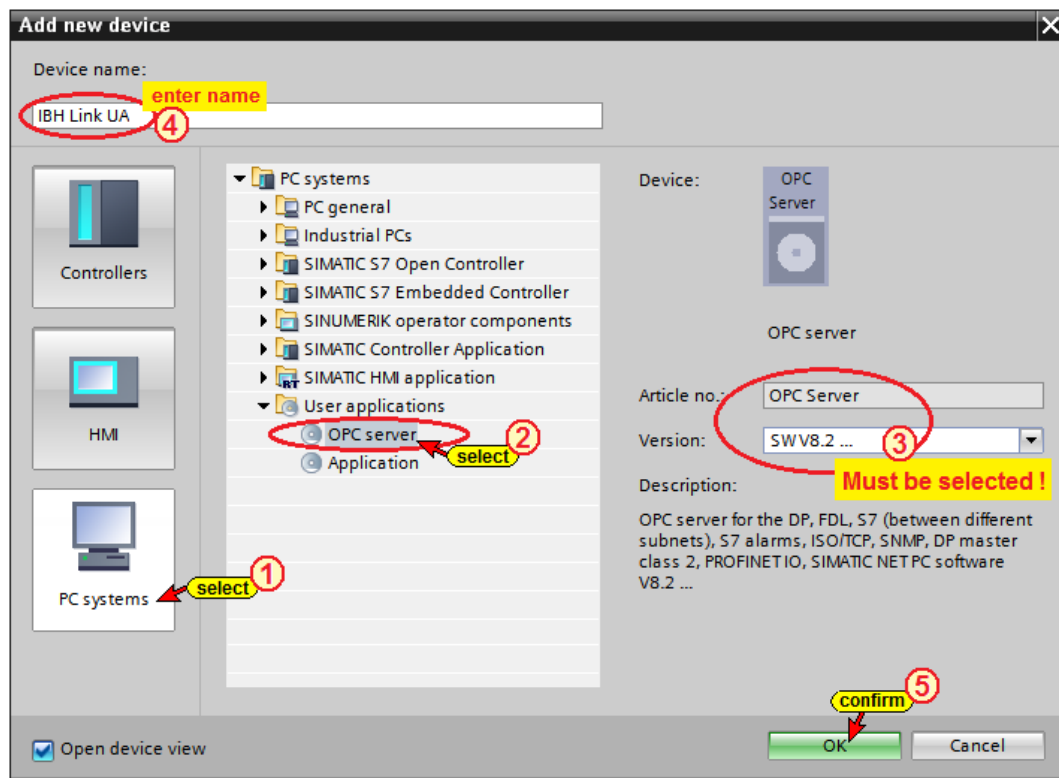 Add new device
Device name:
enter name
IBH Link UA
4
Controllers
HMI
PC systems
select
1
PC systems
PC general
Industrial PCs
SIMATIC S7 Open Controller
SIMATIC S7 Embedded Controller
SINUMERIK operator components
SIMATIC Controller Application
RT SIMATIC HMI application
User applications
OPC server
2
select
Application
Device:
OPC
Server
OPC server
Article no.: OPC Server
Version: SW V8.2 ...
3
Must be selected !
Description:
OPC server for the DP, FDL, S7 (between different
subnets), S7 alarms, ISO/TCP, SNMP, DP master
class 2, PROFINET IO, SIMATIC NET PC software
V8.2 ...
confirm
5
Open device view
OK
Cancel